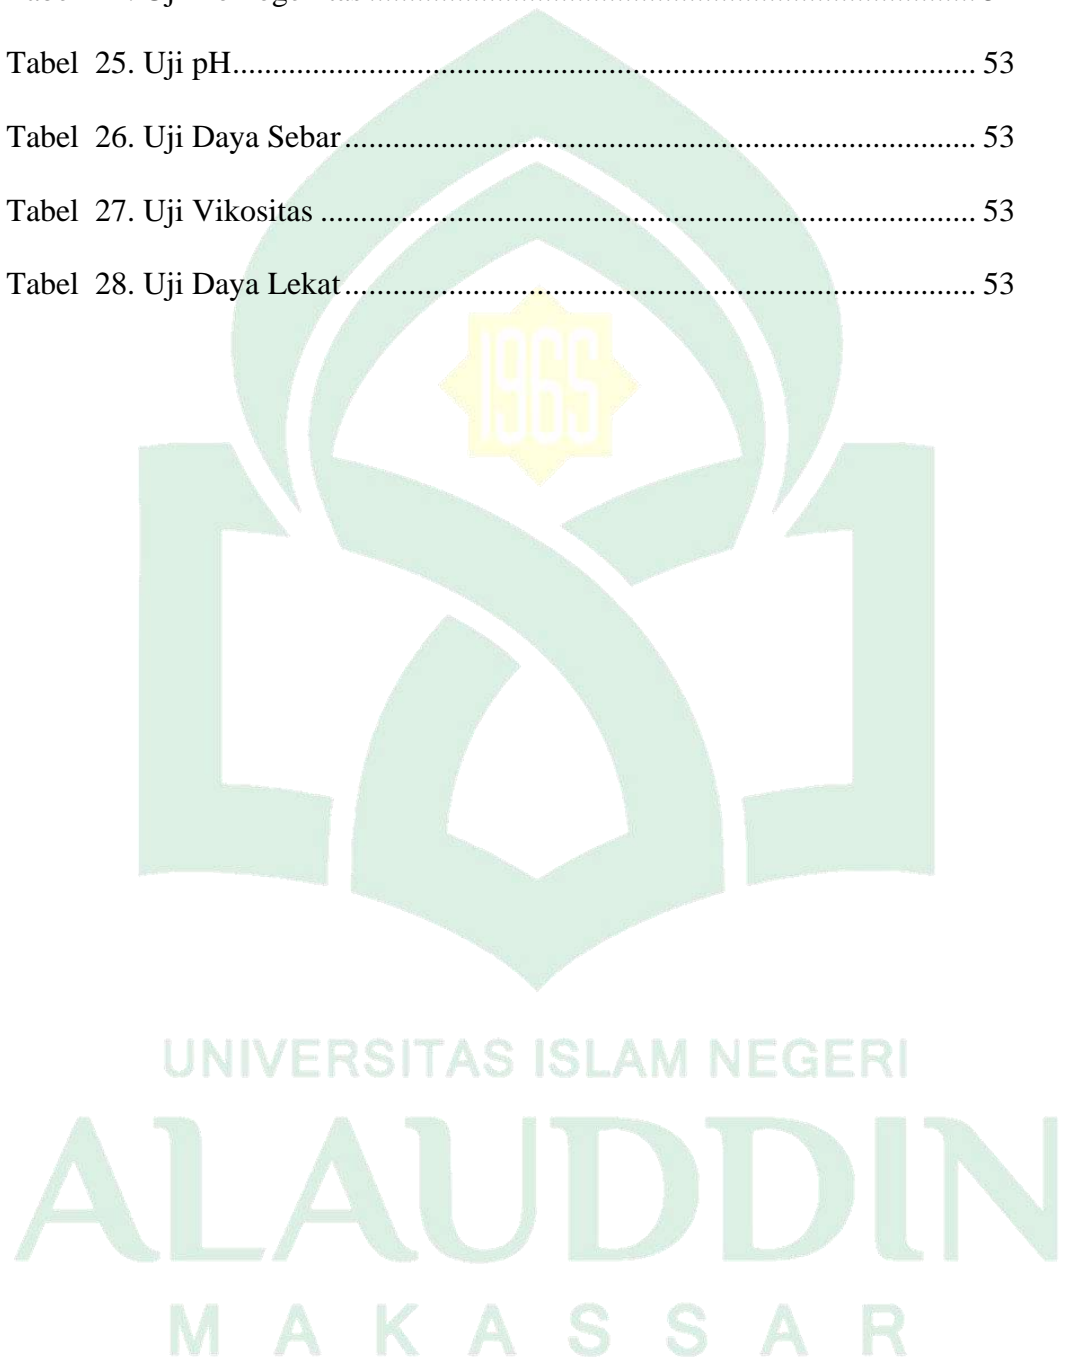 Tabel 25. Uji pH............................................................................................ 53
Tabel 26. Uji Daya Sebar.............................................................................. 53
Tabel 27. Uji Vikositas ................................................................................. 53
Tabel 28. Uji Daya Lekat.............................................................................. 53
1965
UNIVERSITAS ISLAM NEGERI
ALAUDDIN
MAKASSAR